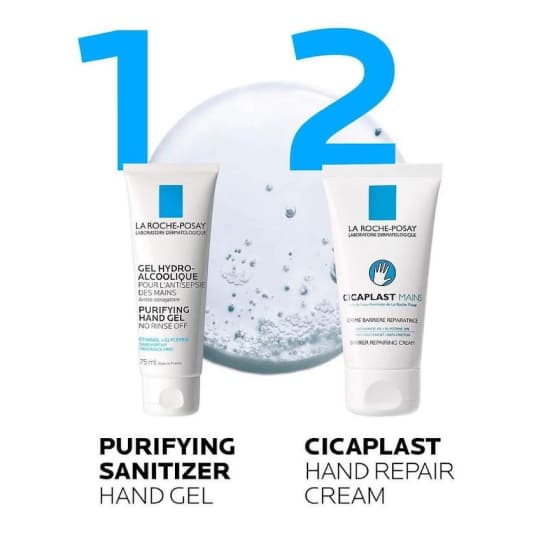 1 2
LA ROCHE-POSAY
LABORATOIRE DERMATOLOGIQUE
GEL HYDRO-
ALCOOLIQUE
POUR L'ANTISEPSIE
DES MAINS
PURIFYING
HAND GEL
NO RINSE OFF
75 ml
LA ROCHE-POSAY
LABORATOIRE DERMATOLOGIQUE
CICAPLAST MAINS
CRÈME BARRIÈRE RÉPARATRICE
BARRIER REPAIRING CREAM
PURIFYING
SANITIZER
HAND GEL
CICAPLAST
HAND REPAIR
CREAM